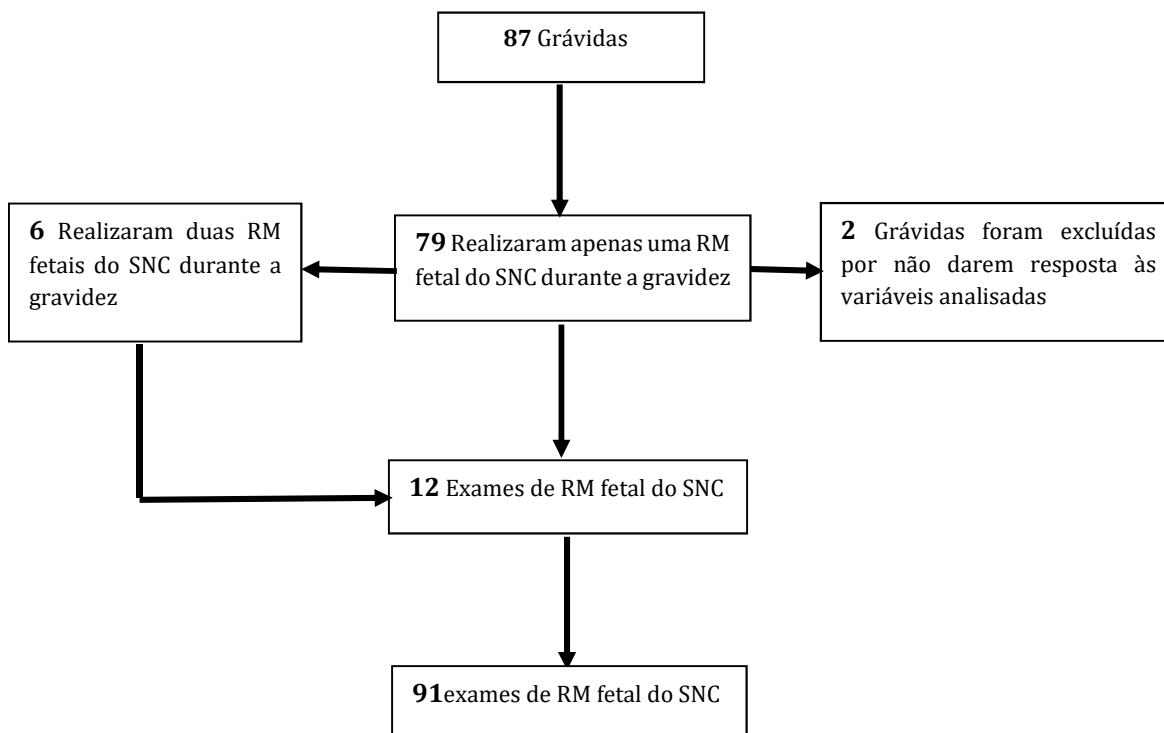 87 Grávidas
6 Realizaram duas RM
fetais do SNC durante a
gravidez
79 Realizaram apenas uma RM
fetal do SNC durante a gravidez
2 Grávidas foram excluídas
por não darem resposta às
variáveis analisadas
12 Exames de RM fetal do SNC
91exames de RM fetal do SNC